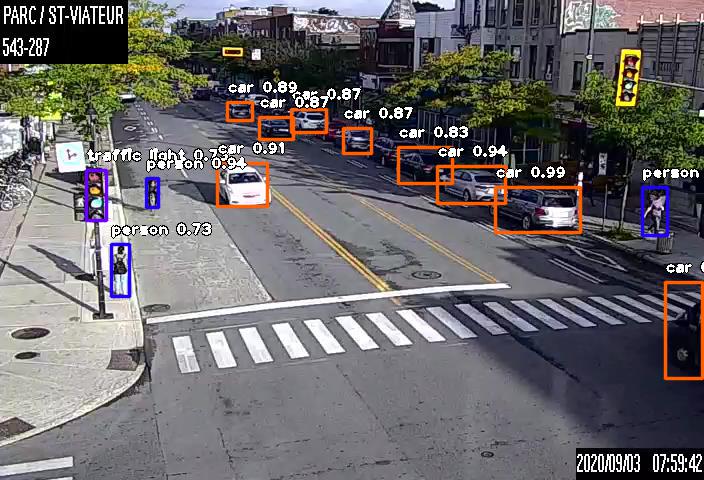 PARC / ST-VIATEUR
543-287
car 0.89
car 0.87
0.87
car 0.87
car 0.83
car 0.91
car 0.94
traffic light 0.7
person 0.94
car 0.99
person
person 0.73
car
2020/09/03 07:59:42